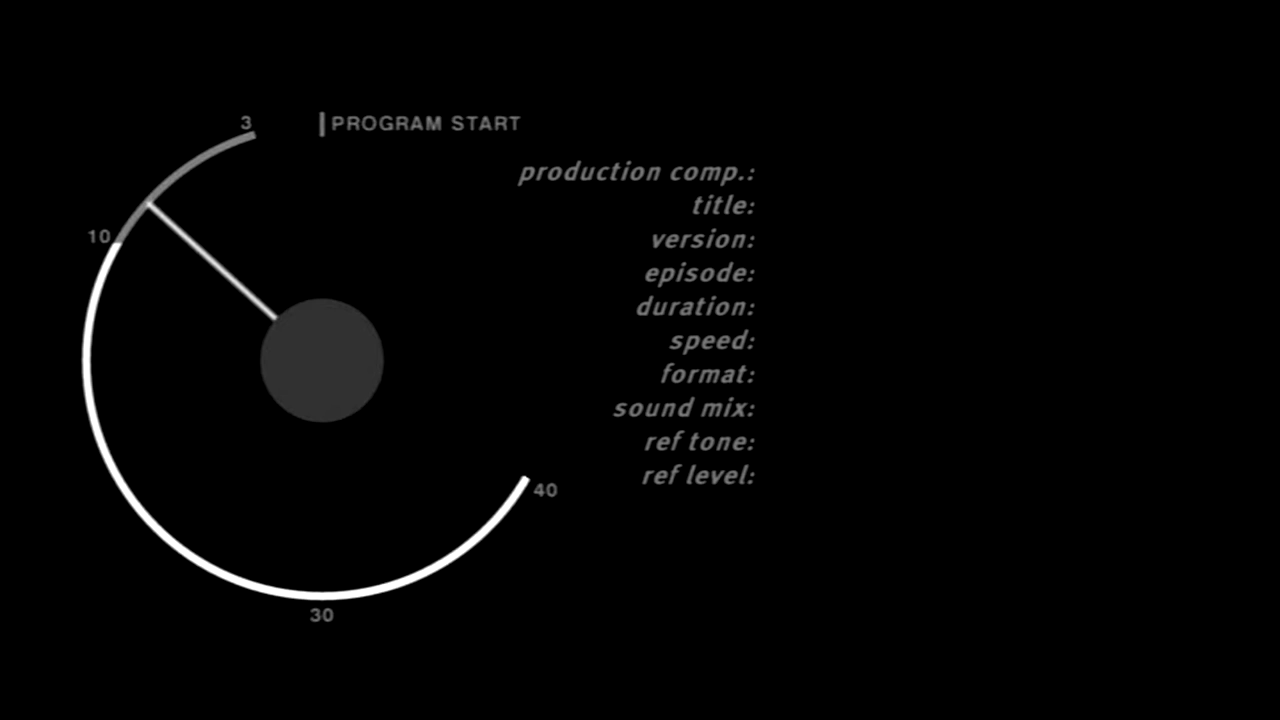 3
PROGRAM START
production comp.:
title:
10
version:
episode:
duration:
speed:
format:
sound mix:
ref tone:
ref level:
40
30